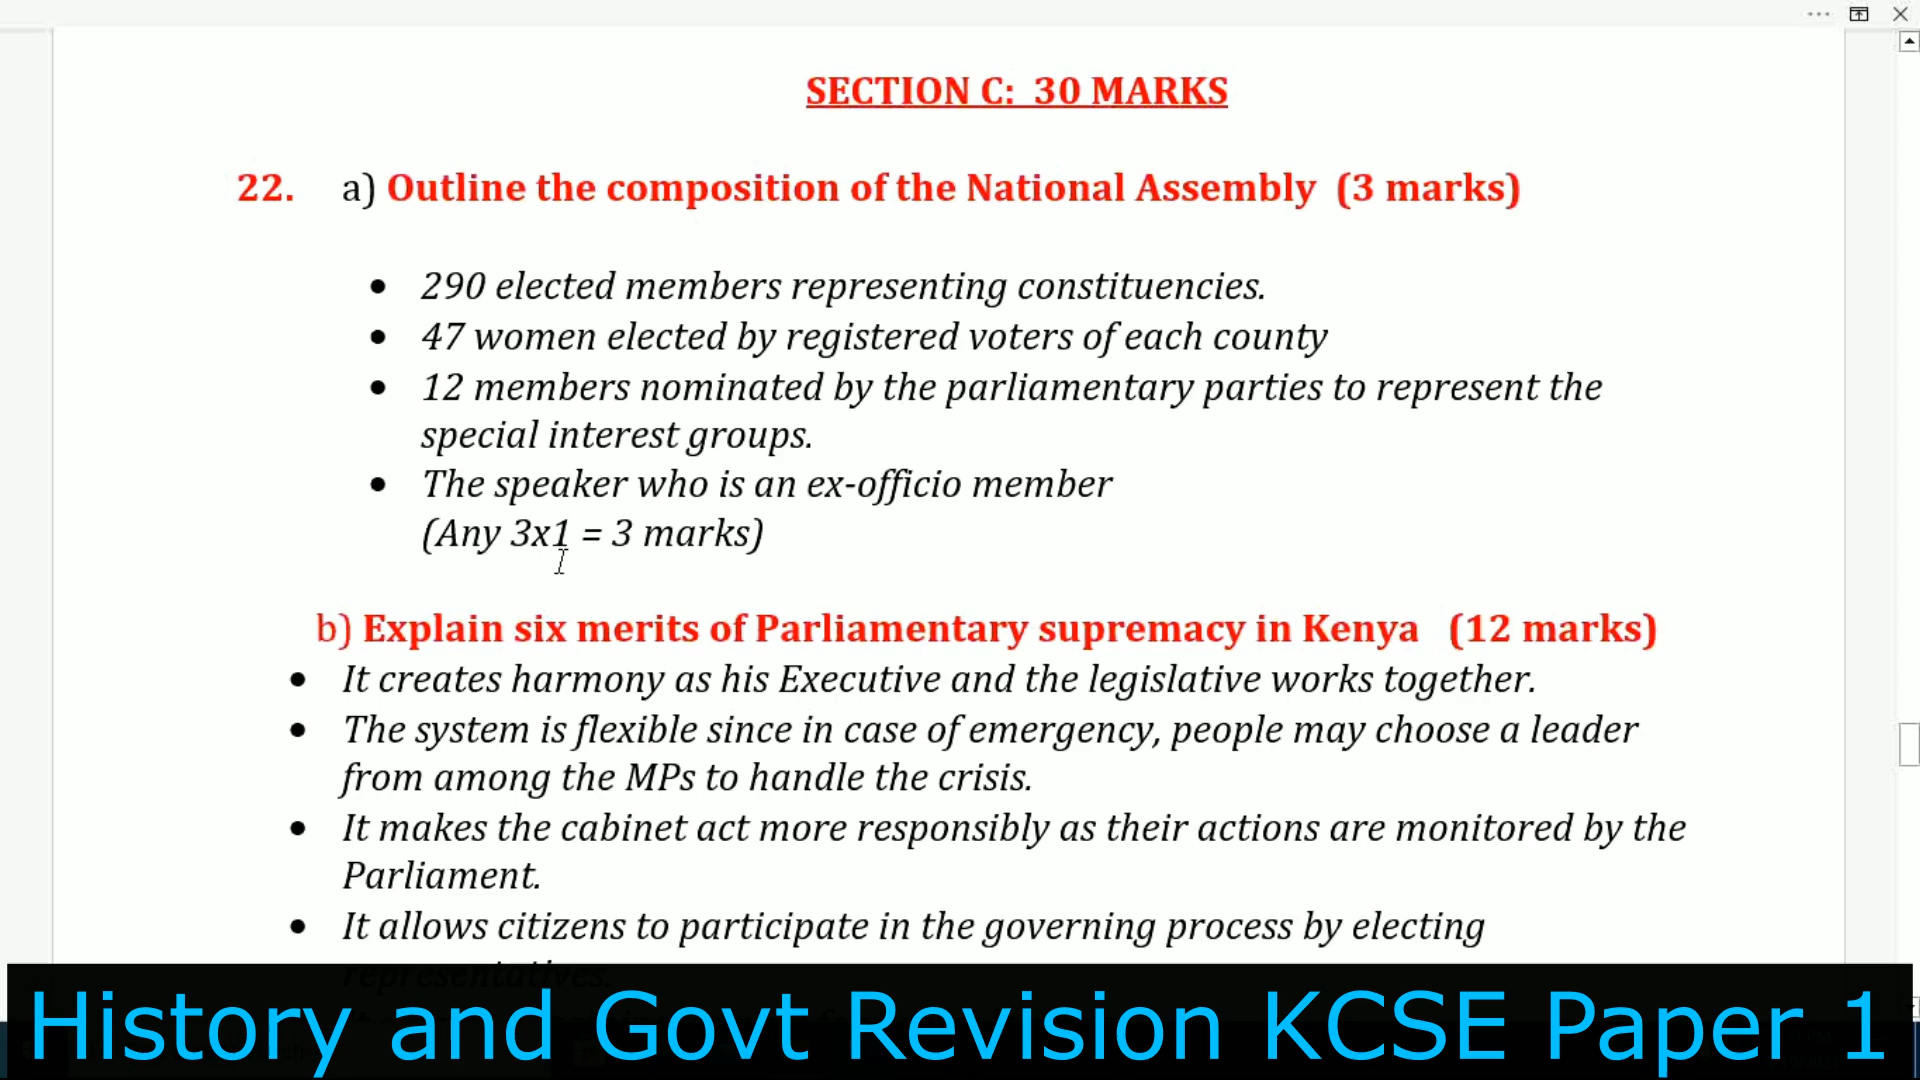 SECTION C: 30 MARKS
22. a) Outline the composition of the National Assembly (3 marks)
• 290 elected members representing constituencies.
• 47 women elected by registered voters of each county
• 12 members nominated by the parliamentary parties to represent the
special interest groups.
• The speaker who is an ex-officio member
(Any 3x1 = 3 marks)
b) Explain six merits of Parliamentary supremacy in Kenya (12 marks)
• It creates harmony as his Executive and the legislative works together.
• The system is flexible since in case of emergency, people may choose a leader
from among the MPs to handle the crisis.
• It makes the cabinet act more responsibly as their actions are monitored by the
Parliament.
• It allows citizens to participate in the governing process by electing
representatives.
History and Govt Revision KCSE Paper 1